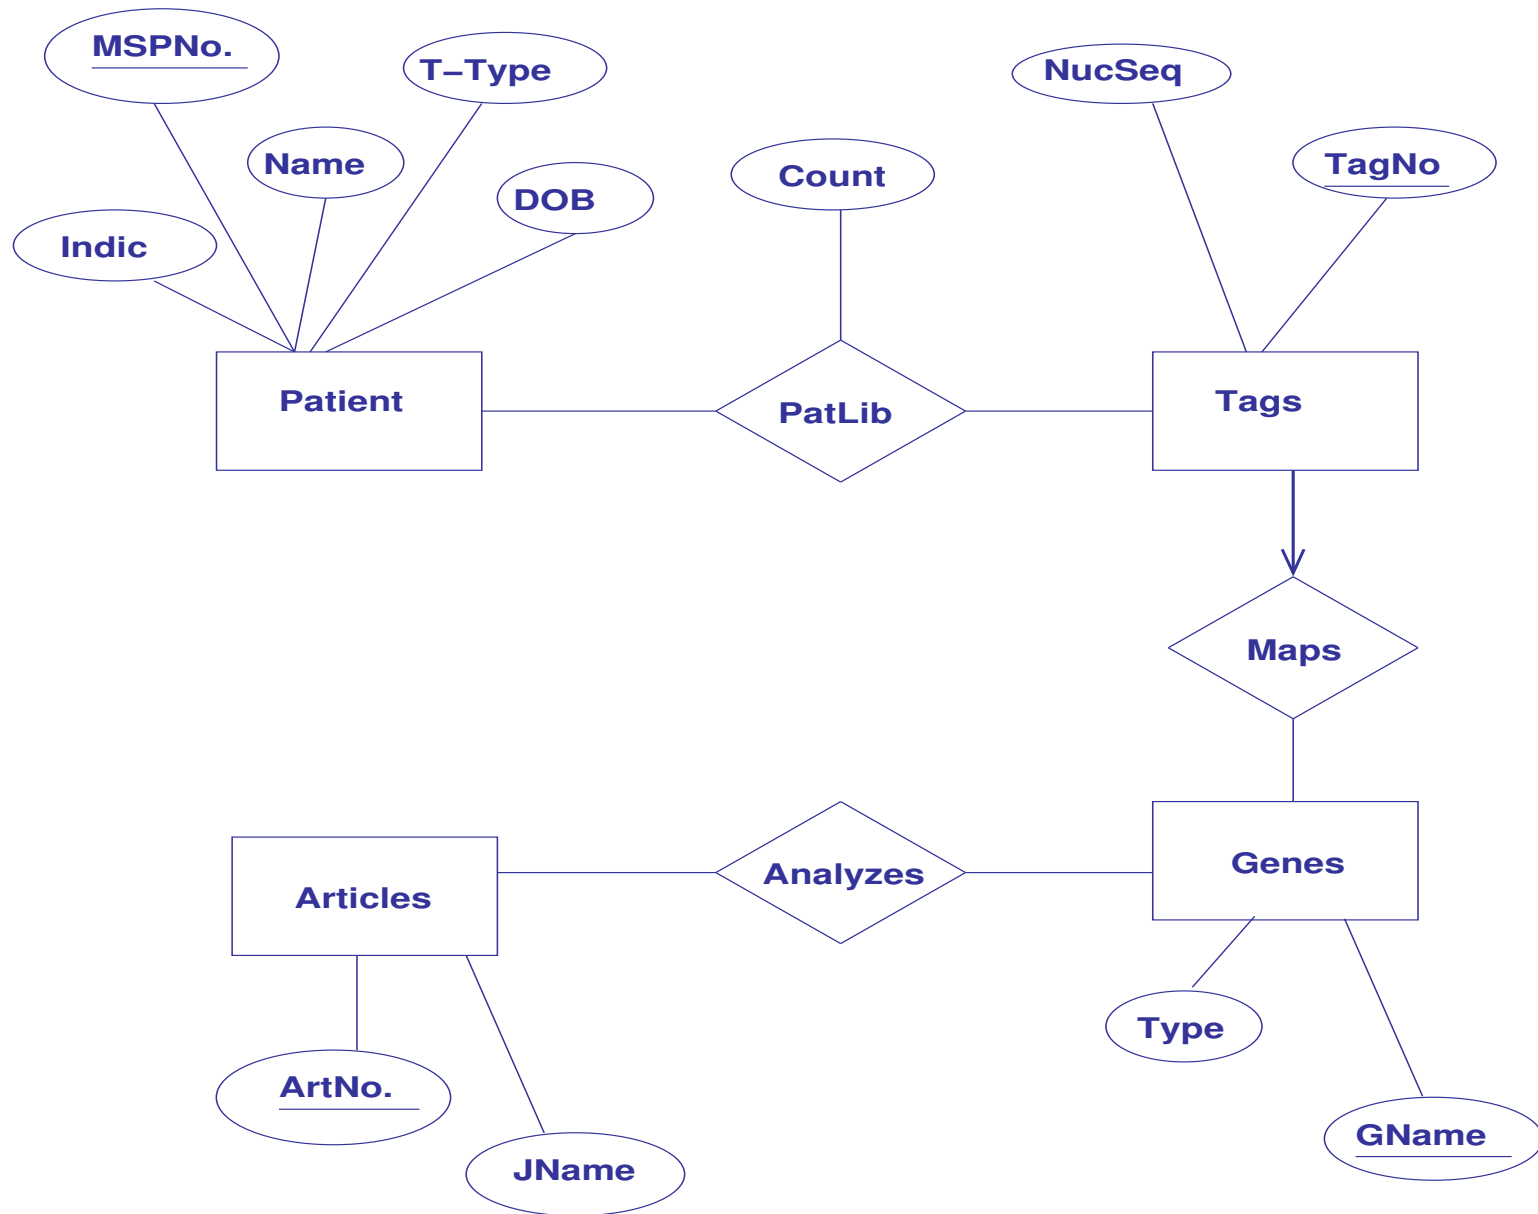 MSPNo.
T–Type
NucSeq
Name
Count
TagNo
DOB
Indic
Patient
PatLib
Tags
Maps
Articles
Analyzes
Genes
Type
ArtNo.
GName
JName